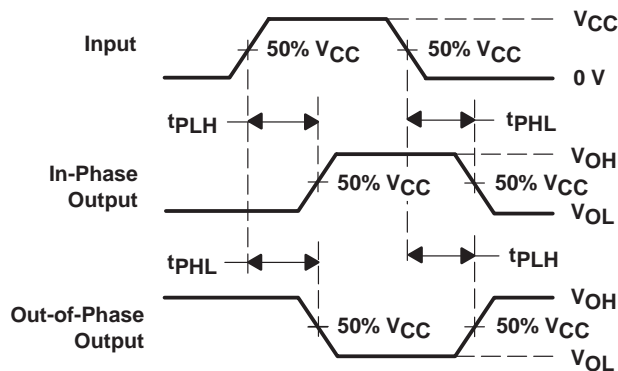 VCC
Input
50% VCC
50% VCC
0 V
tPLH
tPHL
VOH
In-Phase
Output
50% VCC
50% VCC
VOL
tPHL
tPLH
VOH
Out-of-Phase
Output
50% VCC
50% VCC
VOL